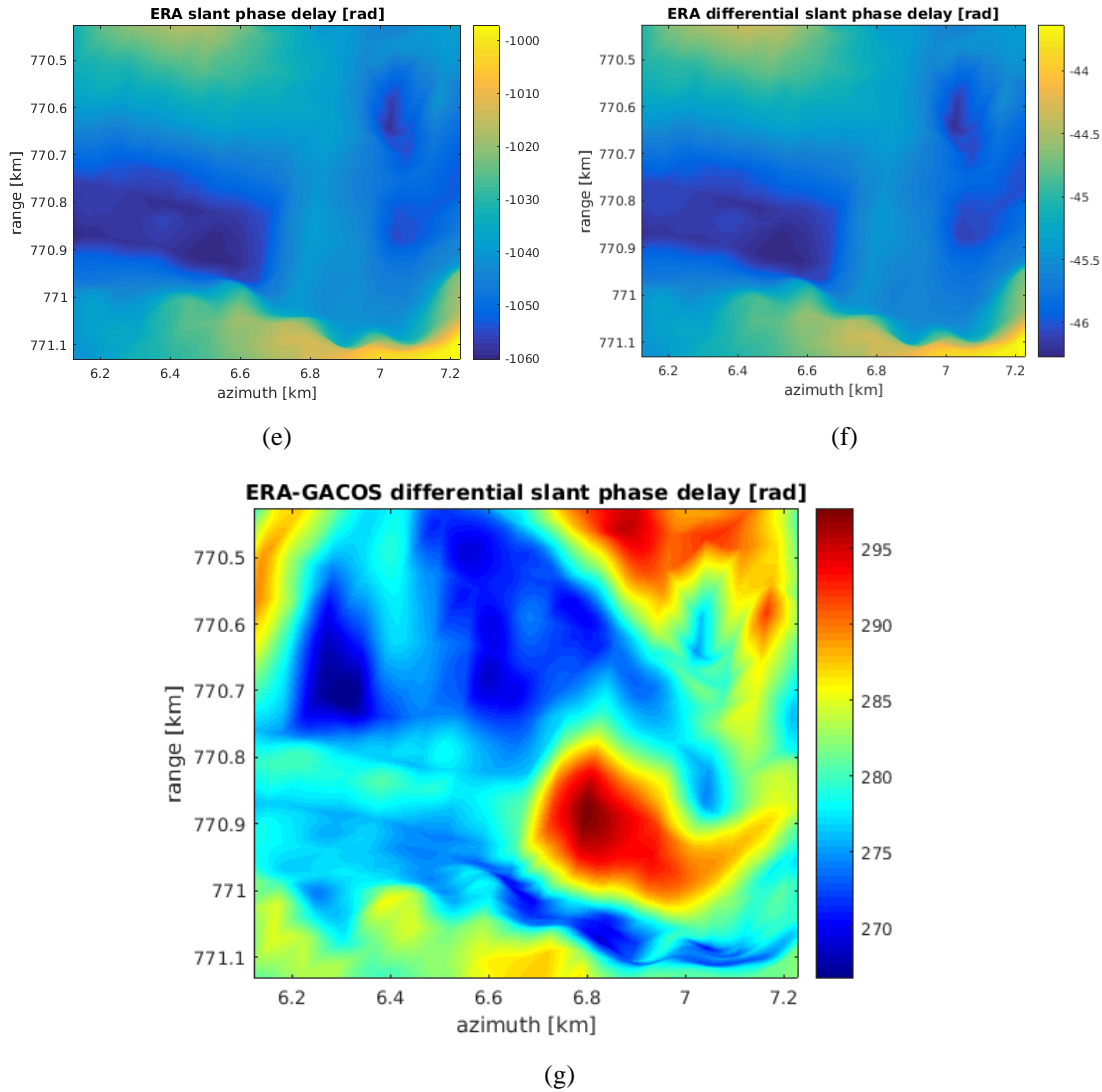 ERA slant phase delay [rad]
770.5
770.6
770.7
770.8
770.9
771
771.1
range [km]
6.2 6.4 6.6 6.8 7 7.2
azimuth [km]
-1000
-1010
-1020
-1030
-1040
-1050
-1060
(e)
ERA differential slant phase delay [rad]
770.5
770.6
770.7
770.8
770.9
771
771.1
range [km]
6.2 6.4 6.6 6.8 7 7.2
azimuth [km]
-44
-44.5
-45
-45.5
-46
(f)
ERA-GACOS differential slant phase delay [rad]
770.5
770.6
770.7
770.8
770.9
771
771.1
range [km]
6.2 6.4 6.6 6.8 7 7.2
azimuth [km]
295
290
285
280
275
270
(g)